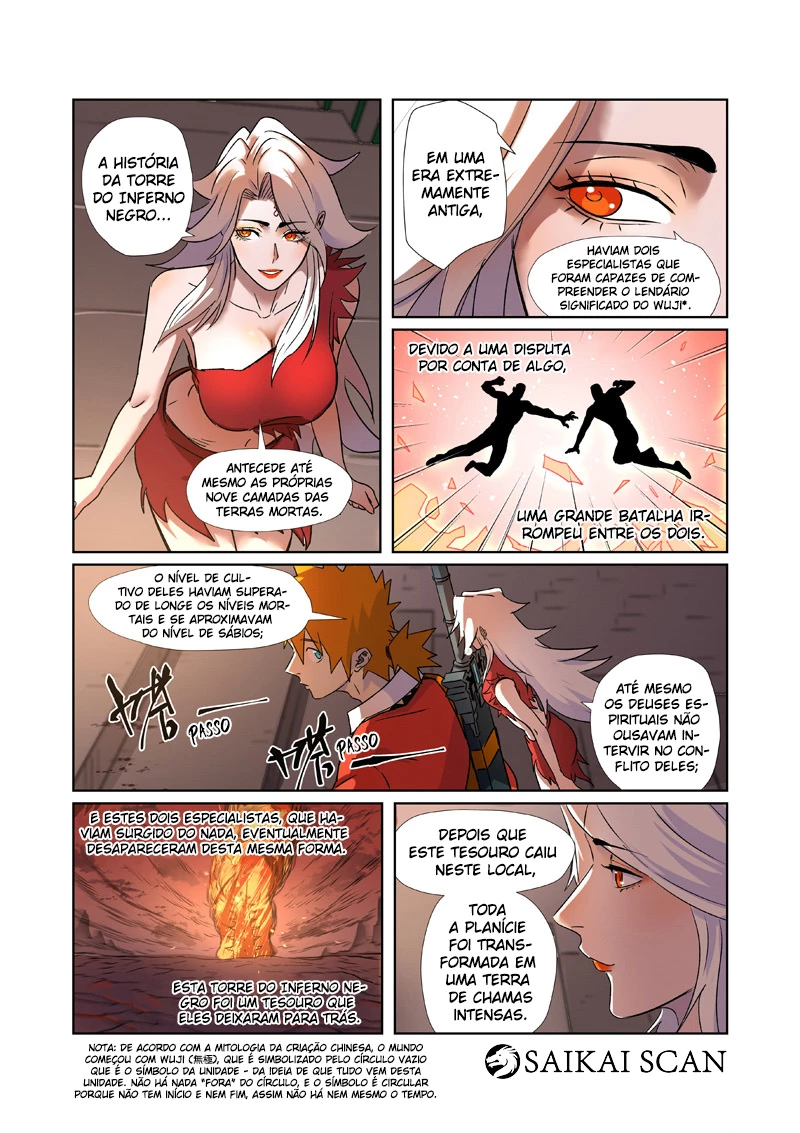 A HISTÓRIA
DA TORRE
DO INFERNO
NEGRO...
ANTECEDE ATÉ
MESMO AS PRÓPRIAS
NOVE CAMADAS DAS
TERRAS MORTAS.
EM UMA
ERA EXTRE-
MAMENTE
ANTIGA,
HAVIAM DOIS
ESPECIALISTAS QUE
FORAM CAPAZES DE COM-
PREENDER O LENDÁRIO
SIGNIFICADO DO WUJI*.
DEVIDO A UMA DISPUTA
POR CONTA DE ALGO,
UMA GRANDE BATALHA IR-
ROMPEU ENTRE OS DOIS.
O NÍVEL DE CUL-
TIVO DELES HAVIAM SUPERA-
DO DE LONGE OS NÍVEIS MOR-
TAIS E SE APROXIMAVAM
DO NÍVEL DE SÁBIOS;
PASSO
PASSO
ATÉ MESMO
OS DEUSES ES-
PIRITUAIS NÃO
OUSAVAM IN-
TERVIR NO CON-
FLITO DELES;
E ESTES DOIS ESPECIALISTAS, QUE HA-
VIAM SURGIDO DO NADA, EVENTUALMENTE
DESAPARECERAM DESTA MESMA FORMA.
ESTA TORRE DO INFERNO NE-
GRO FOI UM TESOURO QUE
ELES DEIXARAM PARA TRÁS.
DEPOIS QUE
ESTE TESOURO CAIU
NESTE LOCAL,
TODA
A PLANÍCIE
FOI TRANS-
FORMADA EM
UMA TERRA
DE CHAMAS
INTENSAS.
NOTA: DE ACORDO COM A MITOLOGIA DA CRIAÇÃO CHINESA, O MUNDO
COMEÇOU COM WUJI (無極), QUE É SIMBOLIZADO PELO CÍRCULO VAZIO
QUE É O SÍMBOLO DA UNIDADE - DA IDEIA DE QUE TUDO VEM DESTA
UNIDADE. NÃO HÁ NADA "FORA" DO CÍRCULO, E O SÍMBOLO É CIRCULAR
PORQUE NÃO TEM INÍCIO E NEM FIM, ASSIM NÃO HÁ NEM MESMO O TEMPO.
SAIKAI SCAN